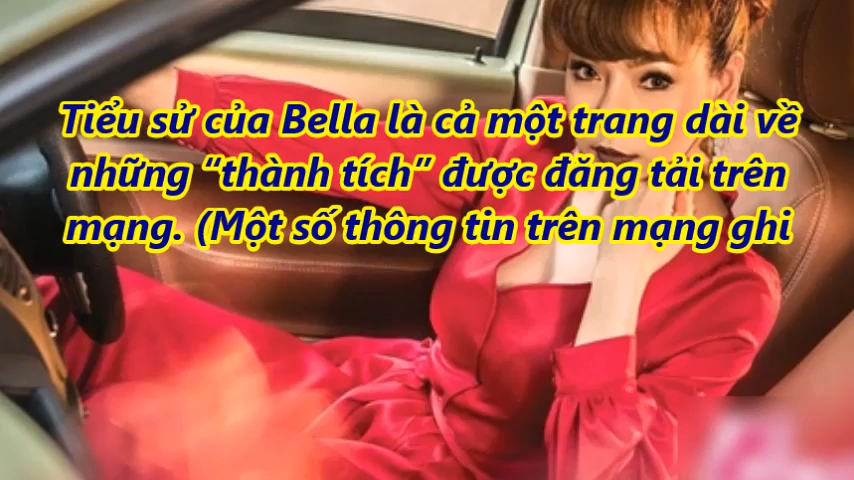 Tiểu sử của Bella là cả một trang dài về
những “thành tích” được đăng tải trên
mạng. (Một số thông tin trên mạng ghi